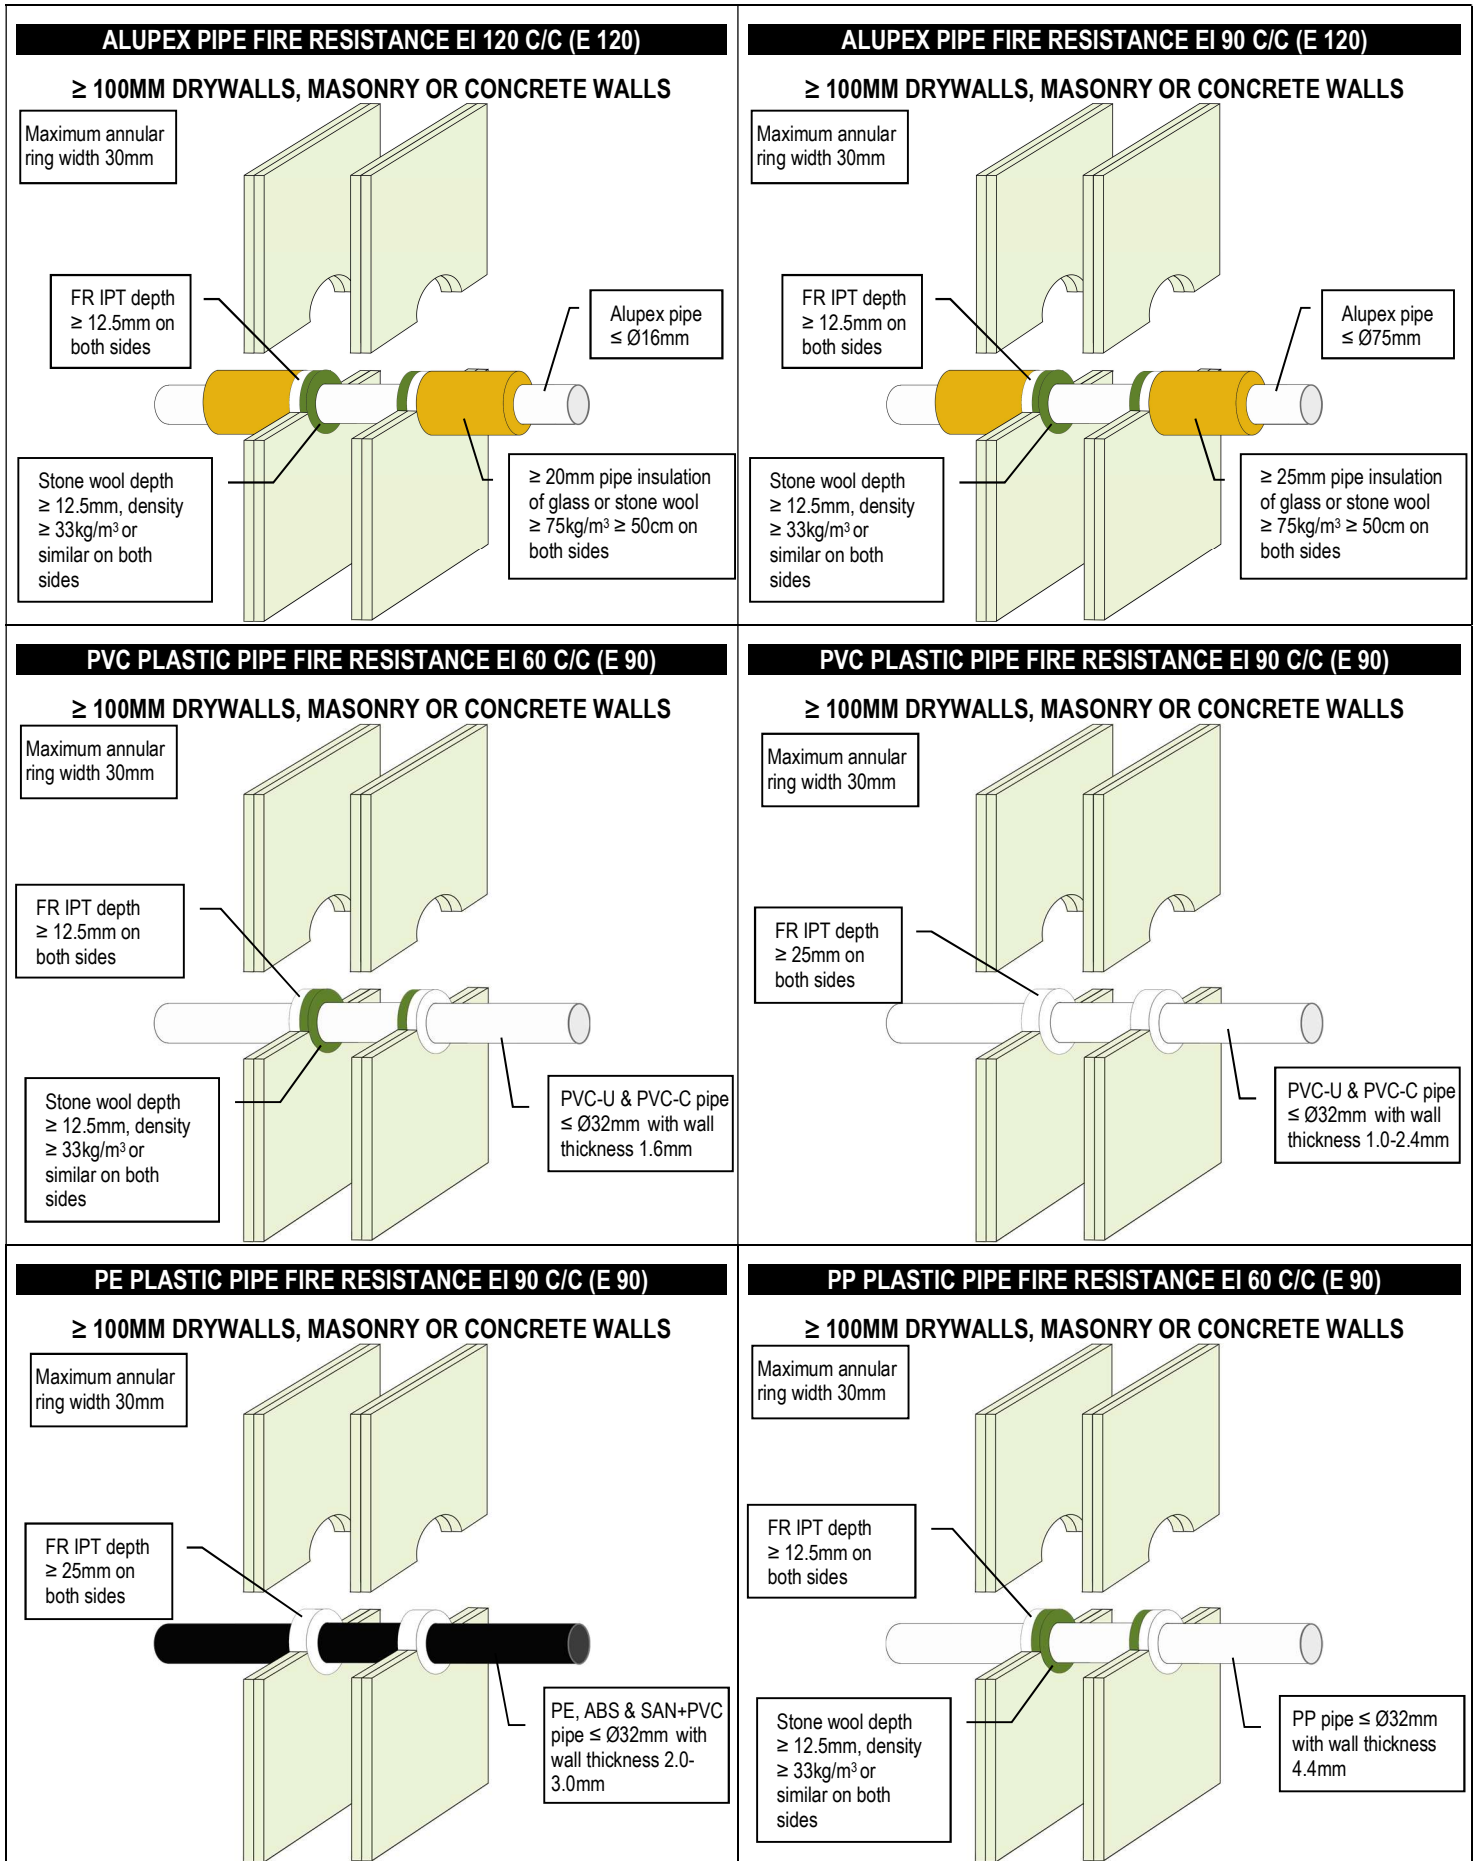 ALUPEX PIPE FIRE RESISTANCE EI 120 C/C (E 120)
≥ 100MM DRYWALLS, MASONRY OR CONCRETE WALLS
Maximum annular
ring width 30mm
FR IPT depth
≥ 12.5mm on
both sides
Alupex pipe
≤ Ø16mm
Stone wool depth
≥ 12.5mm, density
≥ 33kg/m³ or
similar on both
sides
≥ 20mm pipe insulation
of glass or stone wool
≥ 75kg/m³ ≥ 50cm on
both sides
ALUPEX PIPE FIRE RESISTANCE EI 90 C/C (E 120)
≥ 100MM DRYWALLS, MASONRY OR CONCRETE WALLS
Maximum annular
ring width 30mm
FR IPT depth
≥ 12.5mm on
both sides
Alupex pipe
≤ Ø75mm
Stone wool depth
≥ 12.5mm, density
≥ 33kg/m³ or
similar on both
sides
≥ 25mm pipe insulation
of glass or stone wool
≥ 75kg/m³ ≥ 50cm on
both sides
PVC PLASTIC PIPE FIRE RESISTANCE EI 60 C/C (E 90)
≥ 100MM DRYWALLS, MASONRY OR CONCRETE WALLS
Maximum annular
ring width 30mm
FR IPT depth
≥ 12.5mm on
both sides
Stone wool depth
≥ 12.5mm, density
≥ 33kg/m³ or
similar on both
sides
PVC-U & PVC-C pipe
≤ Ø32mm with wall
thickness 1.6mm
PVC PLASTIC PIPE FIRE RESISTANCE EI 90 C/C (E 90)
≥ 100MM DRYWALLS, MASONRY OR CONCRETE WALLS
Maximum annular
ring width 30mm
FR IPT depth
≥ 25mm on
both sides
PVC-U & PVC-C pipe
≤ Ø32mm with wall
thickness 1.0-2.4mm
PE PLASTIC PIPE FIRE RESISTANCE EI 90 C/C (E 90)
≥ 100MM DRYWALLS, MASONRY OR CONCRETE WALLS
Maximum annular
ring width 30mm
FR IPT depth
≥ 25mm on
both sides
PE, ABS & SAN+PVC
pipe ≤ Ø32mm with
wall thickness 2.0-
3.0mm
PP PLASTIC PIPE FIRE RESISTANCE EI 60 C/C (E 90)
≥ 100MM DRYWALLS, MASONRY OR CONCRETE WALLS
Maximum annular
ring width 30mm
FR IPT depth
≥ 12.5mm on
both sides
Stone wool depth
≥ 12.5mm, density
≥ 33kg/m³ or
similar on both
sides
PP pipe ≤ Ø32mm
with wall thickness
4.4mm